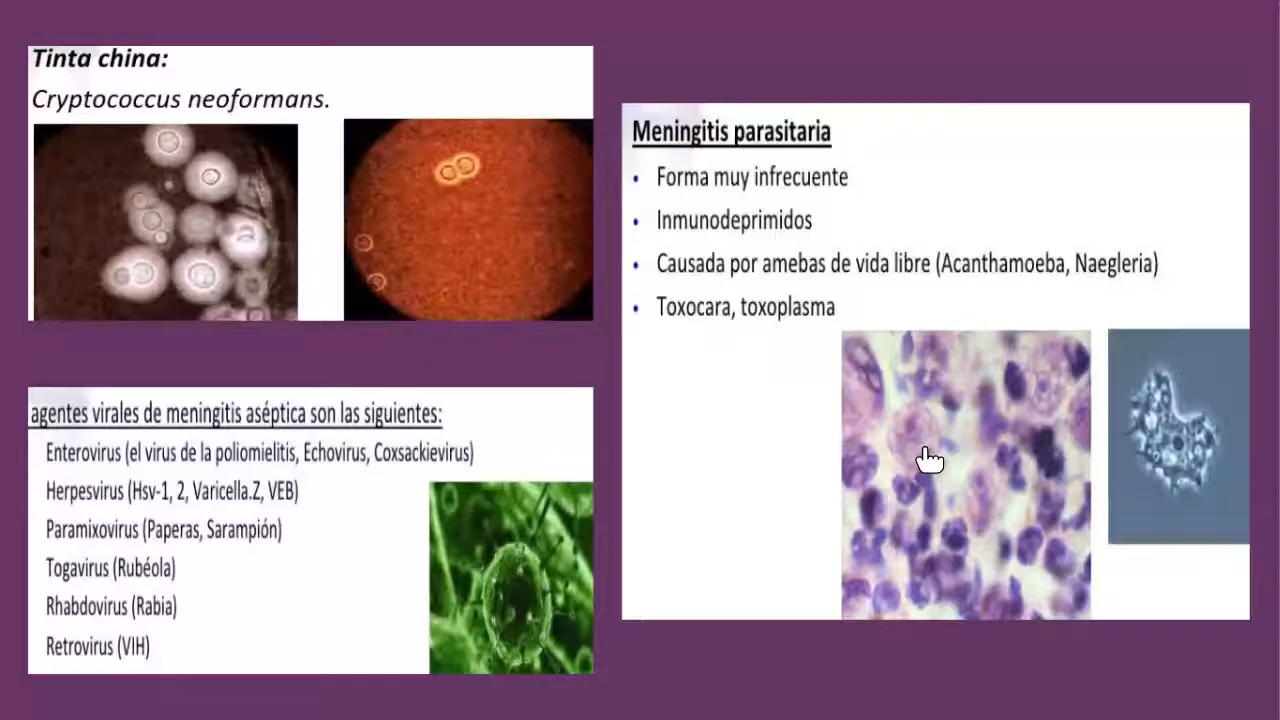 Tinta china:
Cryptococcus neoformans.
agentes virales de meningitis aséptica son las siguientes:
Enterovirus (el virus de la poliomielitis, Echovirus, Coxsackievirus)
Herpesvirus (Hsv-1, 2, Varicella.Z, VEB)
Paramixovirus (Paperas, Sarampión)
Togavirus (Rubéola)
Rhabdovirus (Rabia)
Retrovirus (VIH)
Meningitis parasitaria
• Forma muy infrecuente
• Inmunodeprimidos
• Causada por amebas de vida libre (Acanthamoeba, Naegleria)
• Toxocara, toxoplasma